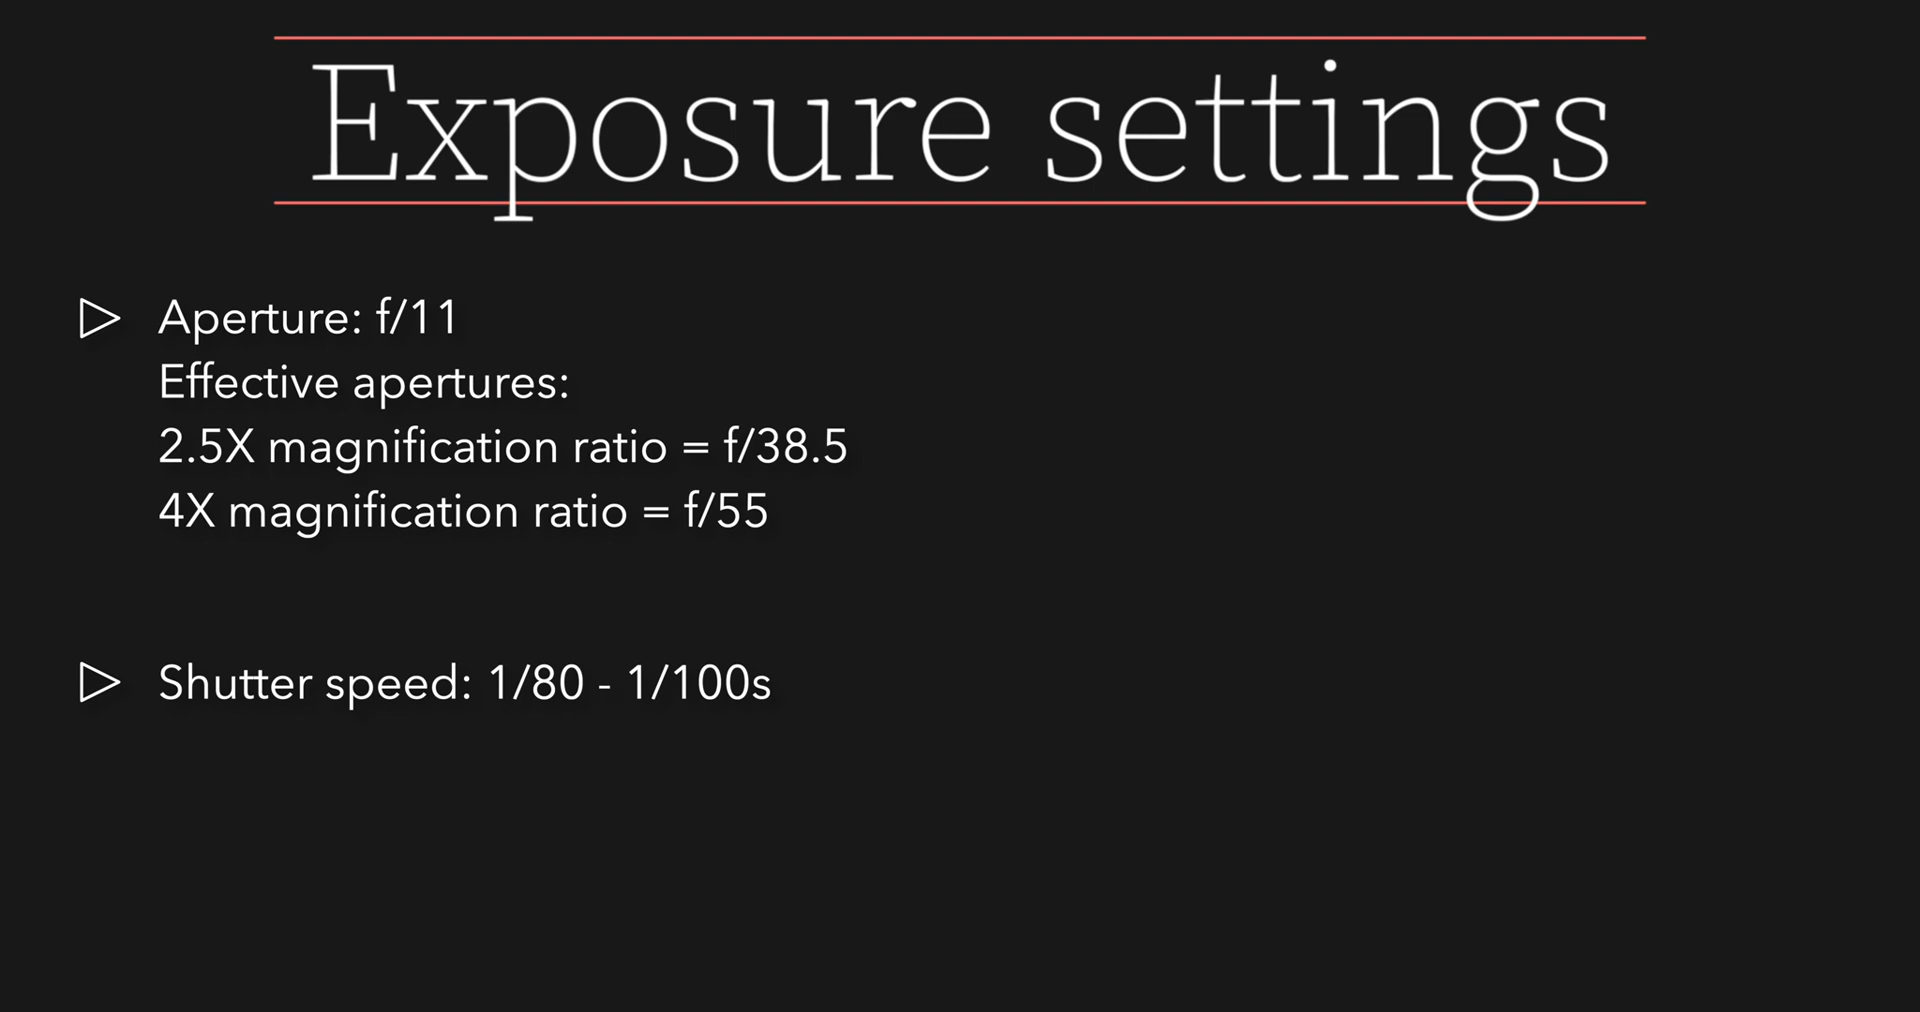 Exposure settings
Aperture: f/11
Effective apertures:
2.5X magnification ratio = f/38.5
4X magnification ratio = f/55
Shutter speed: 1/80 - 1/100s